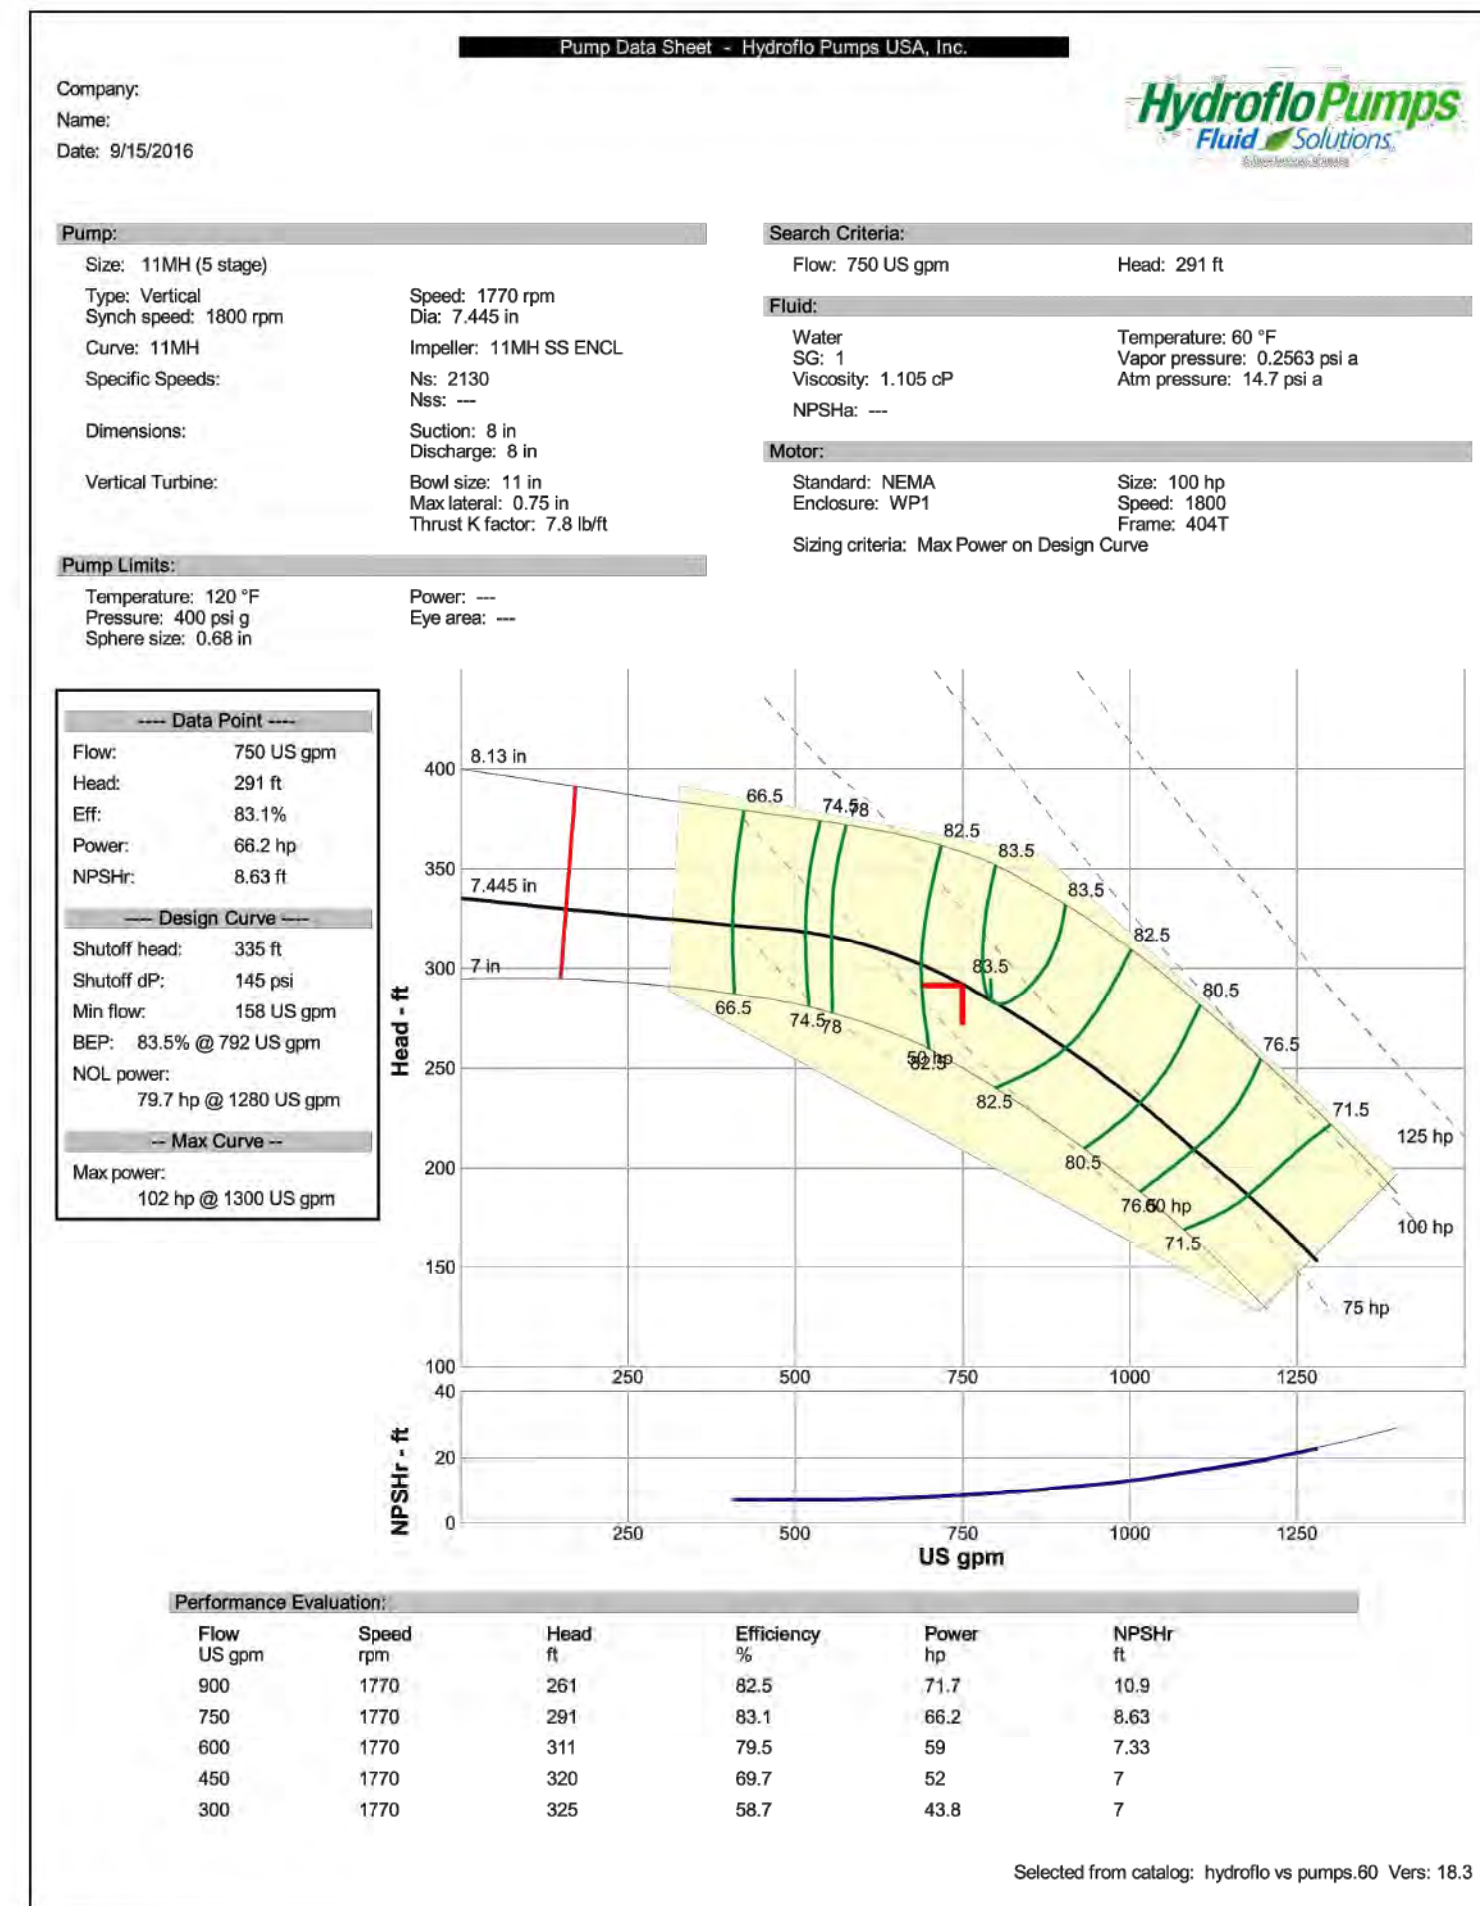 Pump Data Sheet - Hydroflo Pumps USA, Inc.
Company:
Name:
Date: 9/15/2016
HydrofloPumps
Fluid Solutions
Pump:
Size: 11MH (5 stage)
Type: Vertical
Synch speed: 1800 rpm
Speed: 1770 rpm
Dia: 7.445 in
Curve: 11MH
Impeller: 11MH SS ENCL
Specific Speeds:
Ns: 2130
Nss: ---
Dimensions:
Suction: 8 in
Discharge: 8 in
Vertical Turbine:
Bowl size: 11 in
Max lateral: 0.75 in
Thrust K factor: 7.8 lb/ft
Pump Limits:
Temperature: 120 °F
Pressure: 400 psi g
Sphere size: 0.68 in
Power: ---
Eye area: ---
Search Criteria:
Flow: 750 US gpm
Head: 291 ft
Fluid:
Water
SG: 1
Viscosity: 1.105 cP
NPSHa: ---
Temperature: 60 °F
Vapor pressure: 0.2563 psi a
Atm pressure: 14.7 psi a
Motor:
Standard: NEMA
Enclosure: WP1
Size: 100 hp
Speed: 1800
Frame: 404T
Sizing criteria: Max Power on Design Curve
---- Data Point ----
Flow: 750 US gpm
Head: 291 ft
Eff: 83.1%
Power: 66.2 hp
NPSHr: 8.63 ft
---- Design Curve ----
Shutoff head: 335 ft
Shutoff dP: 145 psi
Min flow: 158 US gpm
BEP: 83.5% @ 792 US gpm
NOL power:
79.7 hp @ 1280 US gpm
-- Max Curve --
Max power:
102 hp @ 1300 US gpm
Head - ft
400
350
300
250
200
150
100
8.13 in
7.445 in
7 in
66.5
74.5
78
82.5
83.5
83.5
82.5
80.5
76.5
71.5
83.5
66.5
74.5
78
50 hp
82.5
82.5
80.5
76.5
60 hp
71.5
125 hp
100 hp
75 hp
250
500
750
1000
1250
NPSHr - ft
40
20
0
250
500
750
1000
1250
US gpm
Performance Evaluation:
Flow Speed Head Efficiency Power NPSHr
US gpm rpm ft % hp ft
900 1770 261 82.5 71.7 10.9
750 1770 291 83.1 66.2 8.63
600 1770 311 79.5 59 7.33
450 1770 320 69.7 52 7
300 1770 325 58.7 43.8 7
Selected from catalog: hydroflo vs pumps.60 Vers: 18.3